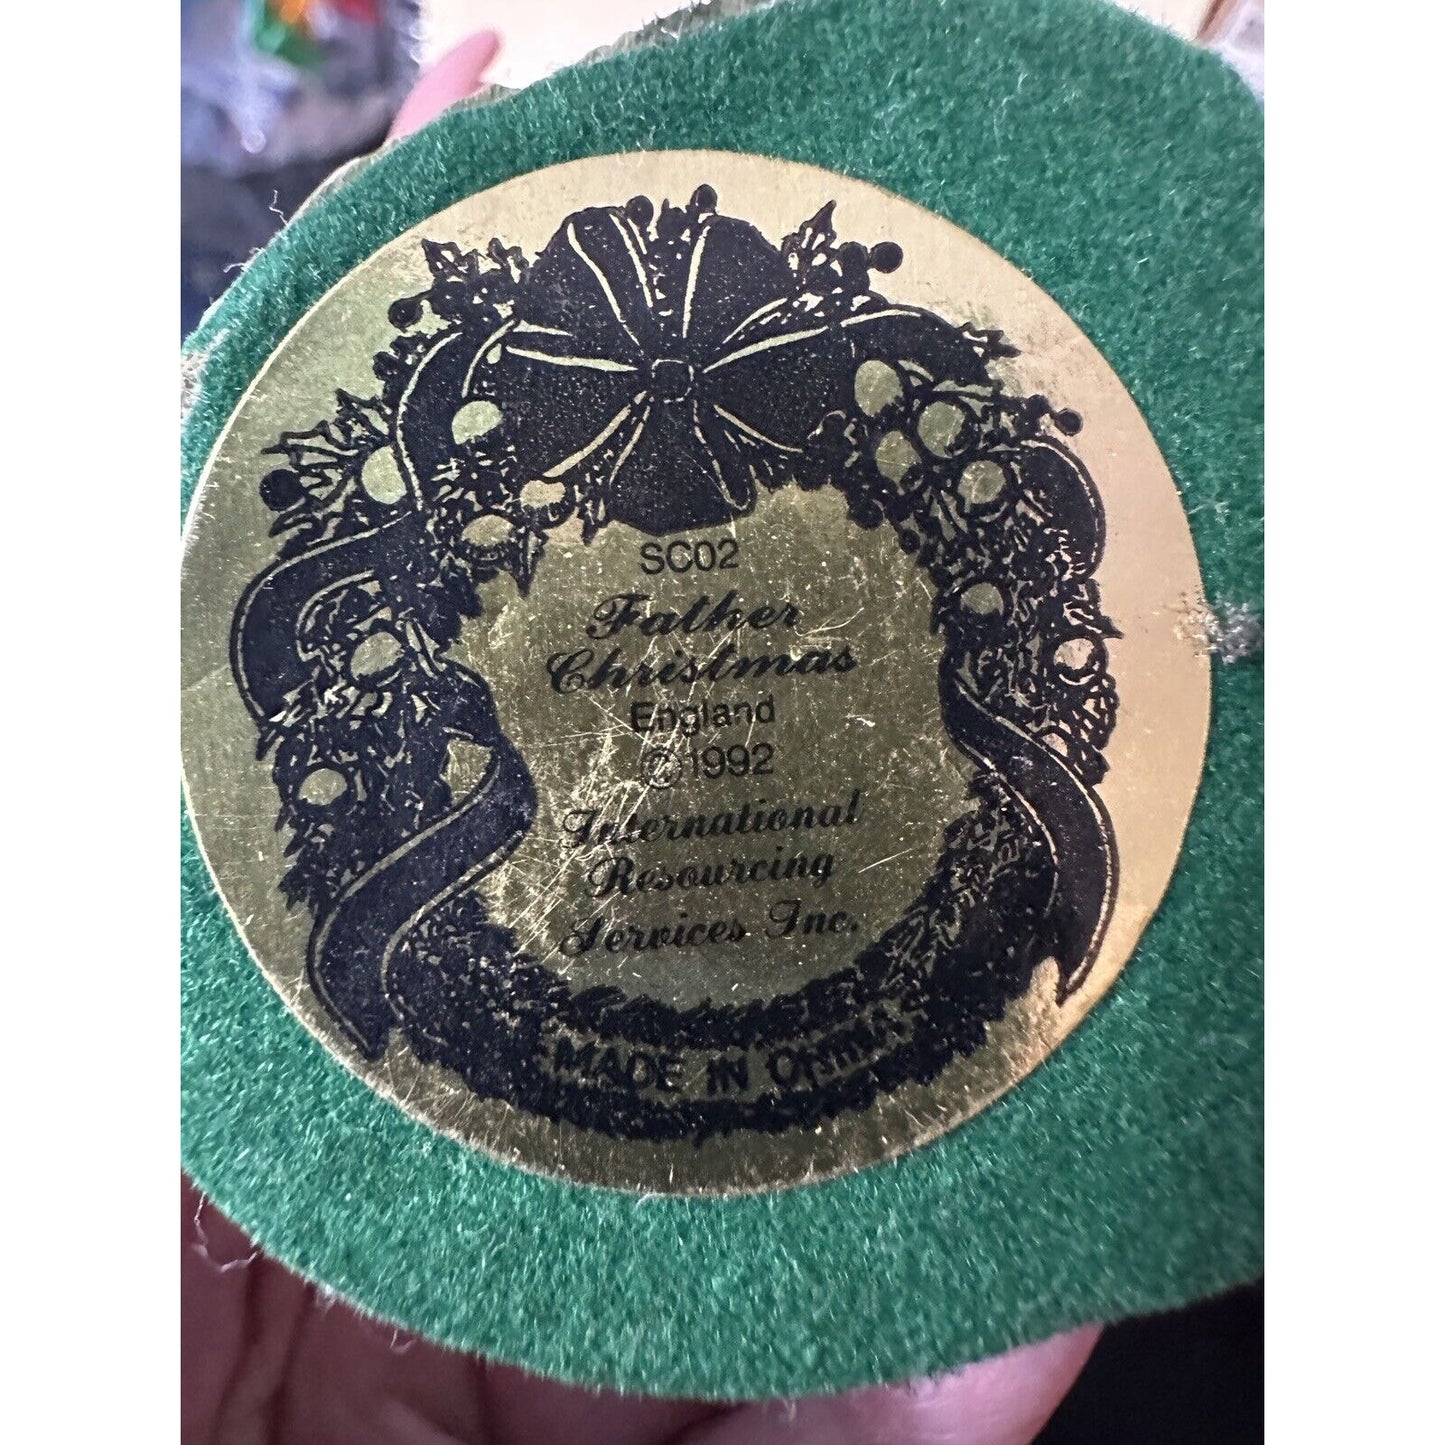 SC02
Father
Christmas
England
©1992
International
Resourcing
Services Inc.
MADE IN CHINA